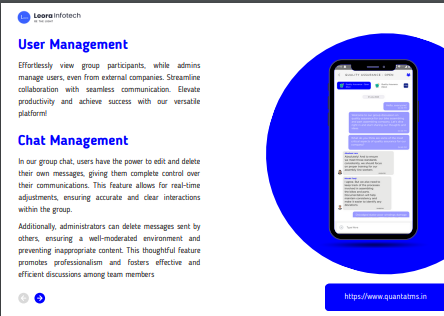 Leora Infotech
User Management
Effortlessly view group participants, while admins
manage users, even from external companies. Streamline
collaboration with seamless communication. Elevate
productivity and achieve success with our versatile
platform!
Chat Management
In our group chat, users have the power to edit and delete
their own messages, giving them complete control over
their communications. This feature allows for real-time
adjustments, ensuring accurate and clear interactions
within the group.
Additionally, administrators can delete messages sent by
others, ensuring a well-moderated environment and
preventing inappropriate content. This thoughtful feature
promotes professionalism and fosters effective and
efficient discussions among team members
https://www.quantatms.in